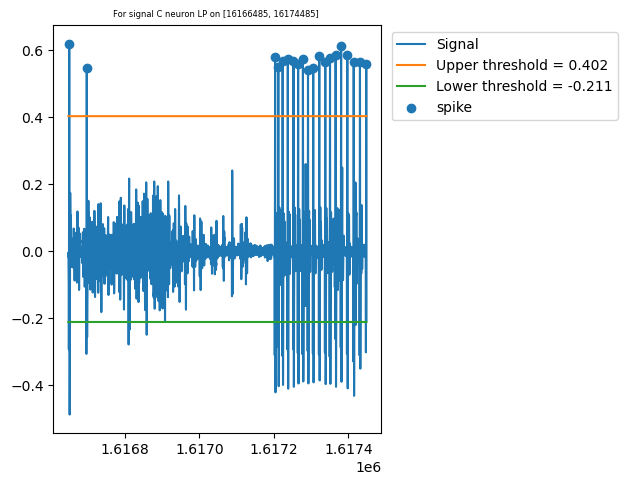 For signal C neuron LP on [16166485, 16174485]
Signal
Upper threshold = 0.402
Lower threshold = -0.211
spike
0.6
0.4
0.2
0.0
−0.2
−0.4
1.6168 1.6170 1.6172 1.6174
1e6